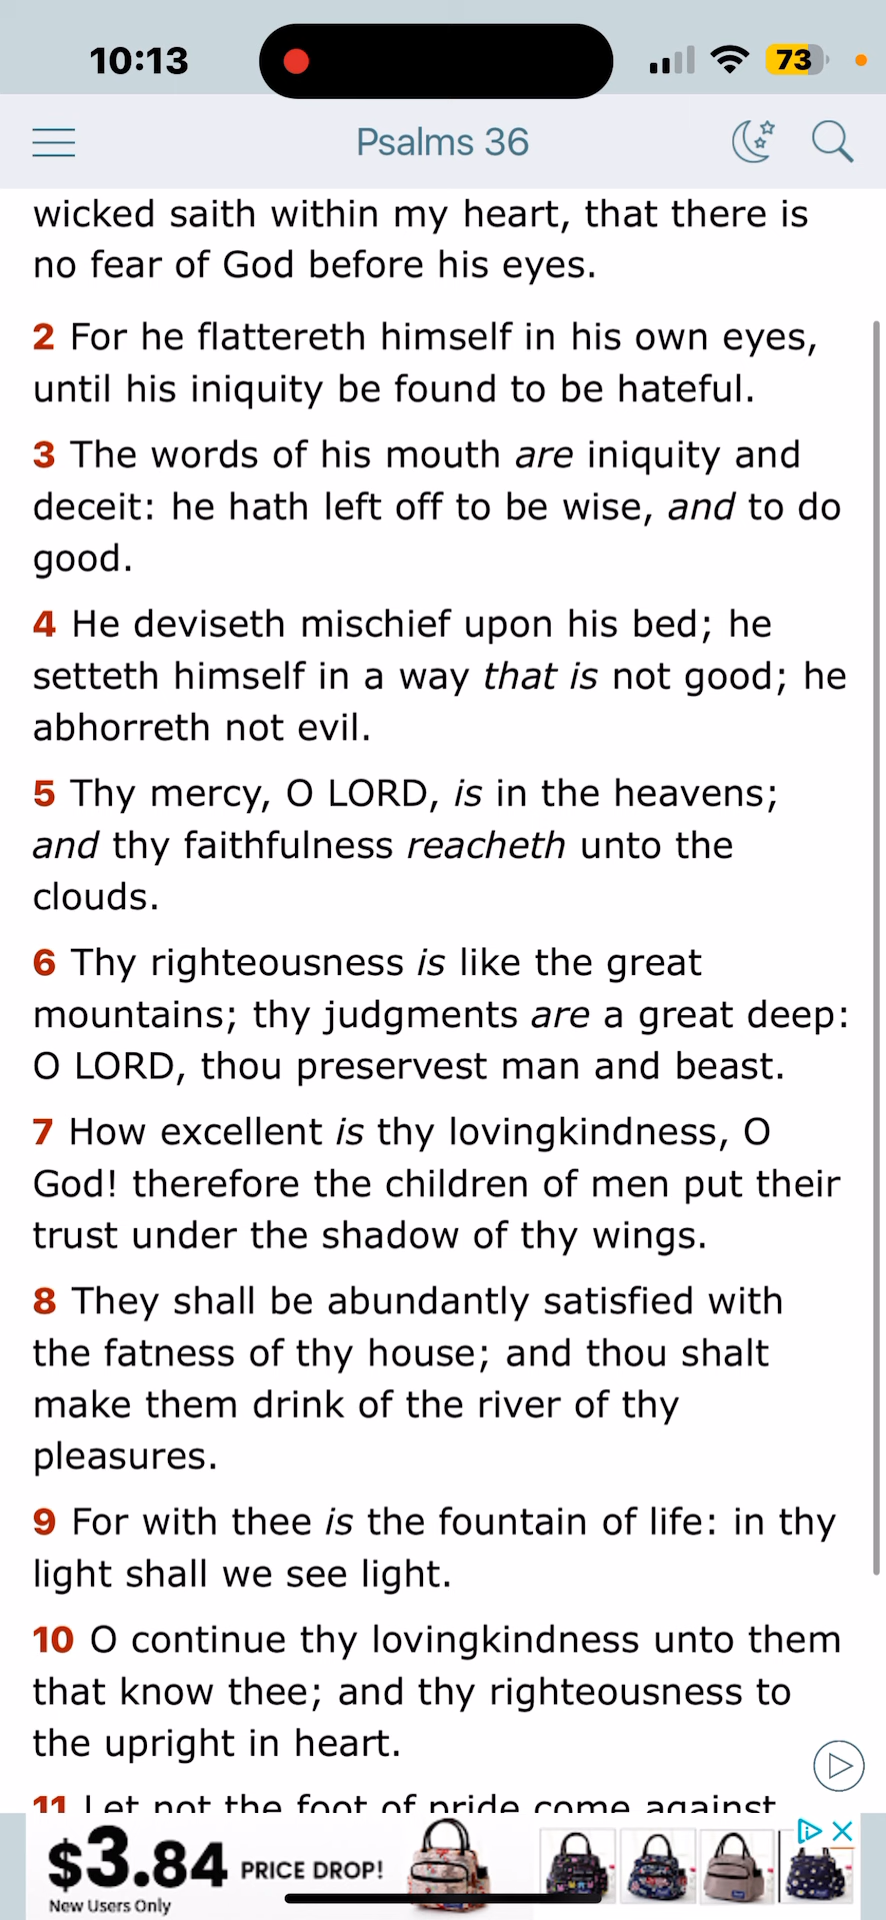 10:13
73
Psalms 36
wicked saith within my heart, that there is
no fear of God before his eyes.
2 For he flattereth himself in his own eyes,
until his iniquity be found to be hateful.
3 The words of his mouth are iniquity and
deceit: he hath left off to be wise, and to do
good.
4 He deviseth mischief upon his bed; he
setteth himself in a way that is not good; he
abhorreth not evil.
5 Thy mercy, O LORD, is in the heavens;
and thy faithfulness reacheth unto the
clouds.
6 Thy righteousness is like the great
mountains; thy judgments are a great deep:
O LORD, thou preservest man and beast.
7 How excellent is thy lovingkindness, O
God! therefore the children of men put their
trust under the shadow of thy wings.
8 They shall be abundantly satisfied with
the fatness of thy house; and thou shalt
make them drink of the river of thy
pleasures.
9 For with thee is the fountain of life: in thy
light shall we see light.
10 O continue thy lovingkindness unto them
that know thee; and thy righteousness to
the upright in heart.
11 Let not the foot of pride come against
$3.84 PRICE DROP!
New Users Only